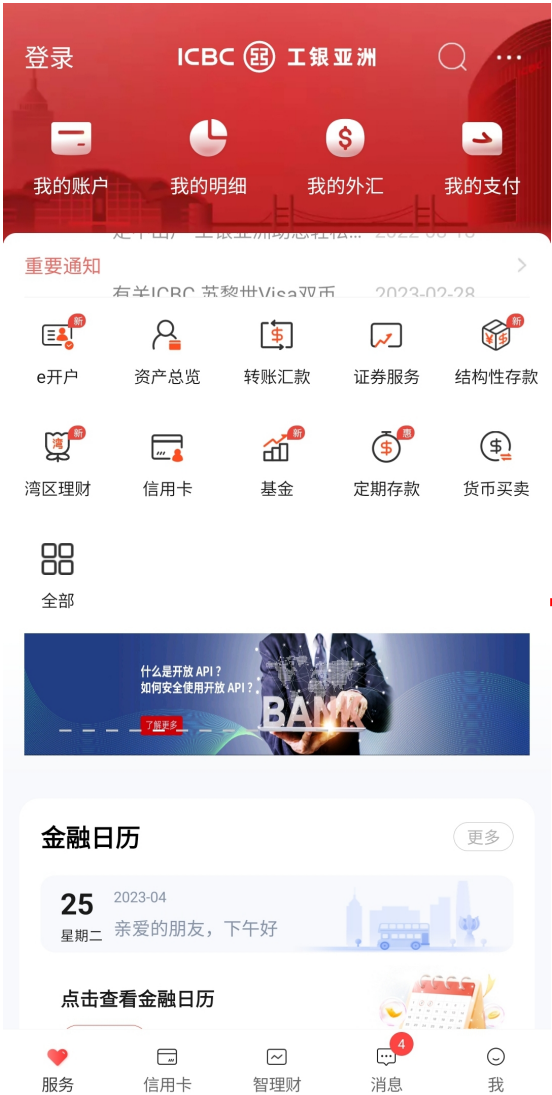 登录
ICBC 工银亚洲
我的账户
我的明细
我的外汇
我的支付
重要通知
有关ICBC 苏黎世Visa双币
2023-02-28
新
新
e开户
资产总览
转账汇款
证券服务
结构性存款
湾
新
新
惠
湾区理财
信用卡
基金
定期存款
货币买卖
全部
什么是开放 API ?
如何安全使用开放 API ?
BANK
了解更多
金融日历
更多
25
2023-04
星期二
亲爱的朋友，下午好
点击查看金融日历
4
服务
信用卡
智理财
消息
我